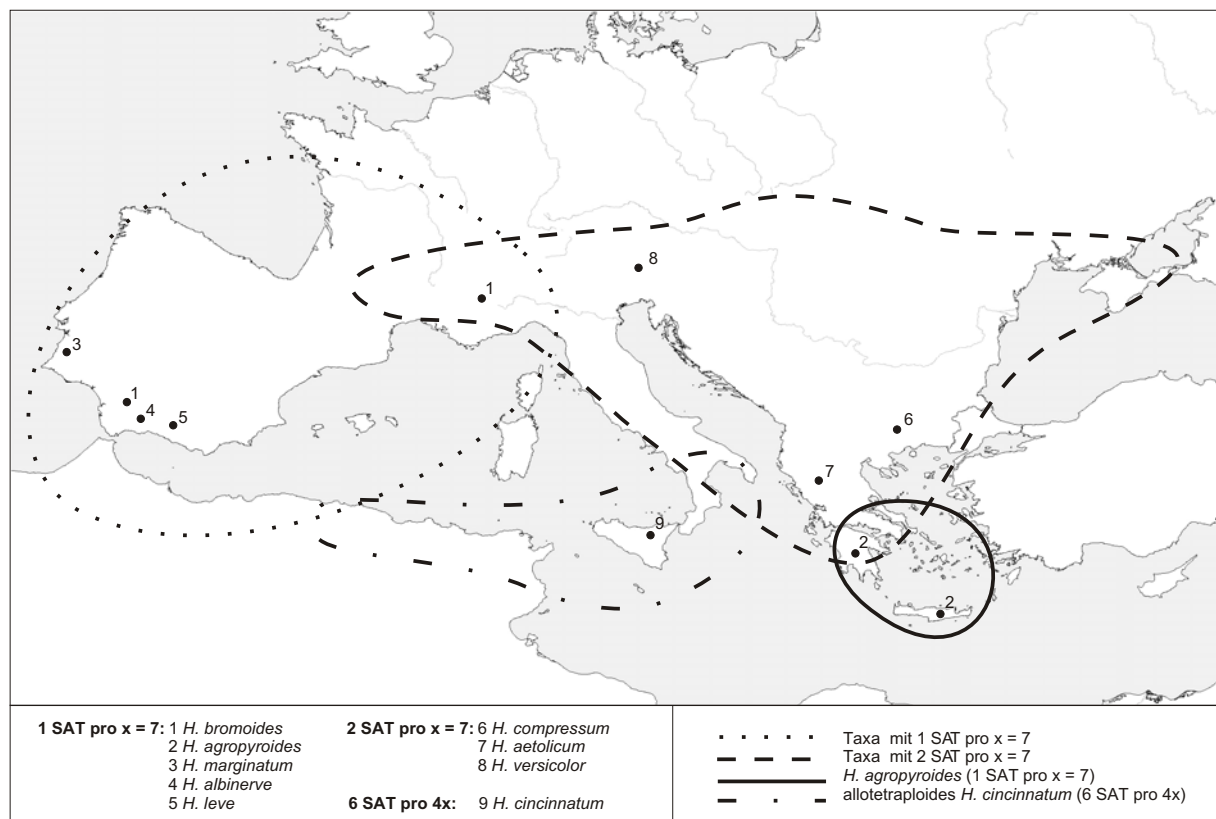 8
1
3
1
4
5
6
7
9
2
2
1 SAT pro x = 7: 1 H. bromoides
2 H. agropyroides
3 H. marginatum
4 H. albinerve
5 H. leve
2 SAT pro x = 7: 6 H. compressum
7 H. aetolicum
8 H. versicolor
6 SAT pro 4x: 9 H. cincinnatum
Taxa mit 1 SAT pro x = 7
Taxa mit 2 SAT pro x = 7
H. agropyroides (1 SAT pro x = 7)
allotetraploides H. cincinnatum (6 SAT pro 4x)